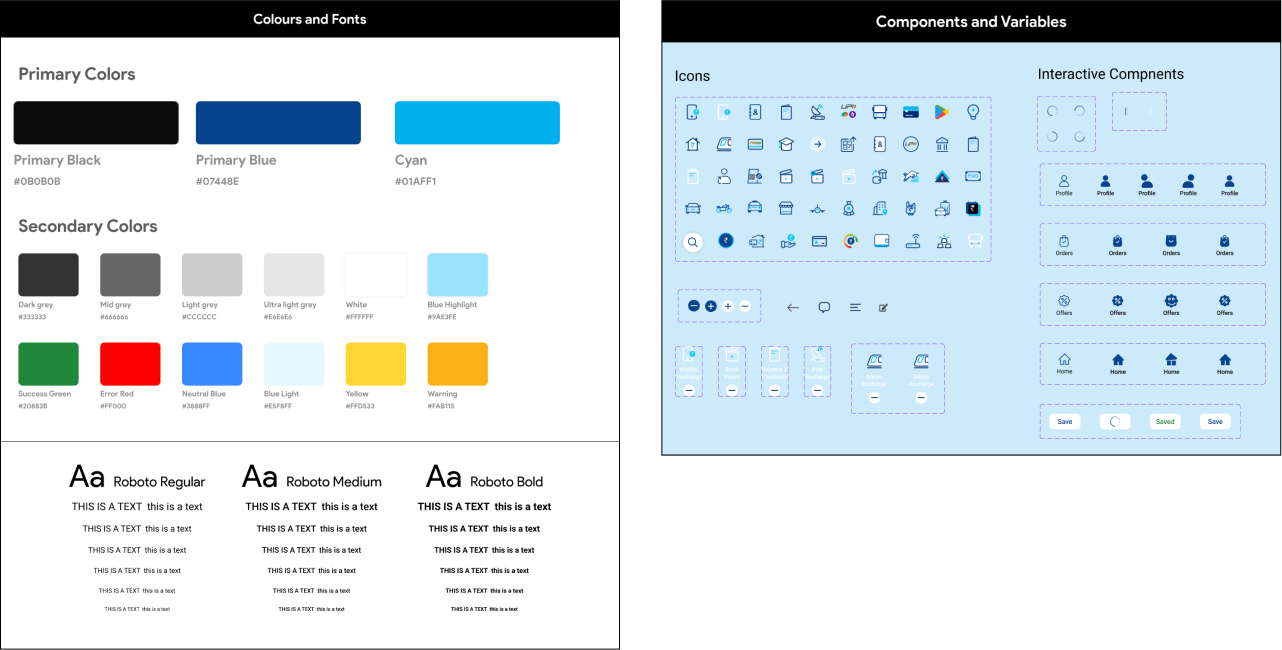 Colours and Fonts
Primary Colors
Primary Black
#0B0B0B
Primary Blue
#07448E
Cyan
#01AFF1
Secondary Colors
Dark grey
#333333
Mid grey
#666666
Light grey
#CCCCCC
Ultra light grey
#E6E6E6
White
#FFFFFF
Blue Highlight
#9AE3FE
Success Green
#20883B
Error Red
#FF000
Neutral Blue
#3888FF
Blue Light
#E5F8FF
Yellow
#FFD533
Warning
#FAB115
Aa Roboto Regular
THIS IS A TEXT this is a text
THIS IS A TEXT this is a text
THIS IS A TEXT this is a text
THIS IS A TEXT this is a text
THIS IS A TEXT this is a text
THIS IS A TEXT this is a text
Aa Roboto Medium
THIS IS A TEXT this is a text
THIS IS A TEXT this is a text
THIS IS A TEXT this is a text
THIS IS A TEXT this is a text
THIS IS A TEXT this is a text
THIS IS A TEXT this is a text
Aa Roboto Bold
THIS IS A TEXT this is a text
THIS IS A TEXT this is a text
THIS IS A TEXT this is a text
THIS IS A TEXT this is a text
THIS IS A TEXT this is a text
THIS IS A TEXT this is a text
Components and Variables
Icons
UPI
UPI
Mobile
Recharge
Metro
Recharge
Metro
Recharge
Interactive Compnents
Profile Profile Profile Profile Profile
Orders Orders Orders Orders
Offers Offers Offers Offers
Home Home Home Home
Save Saved Save